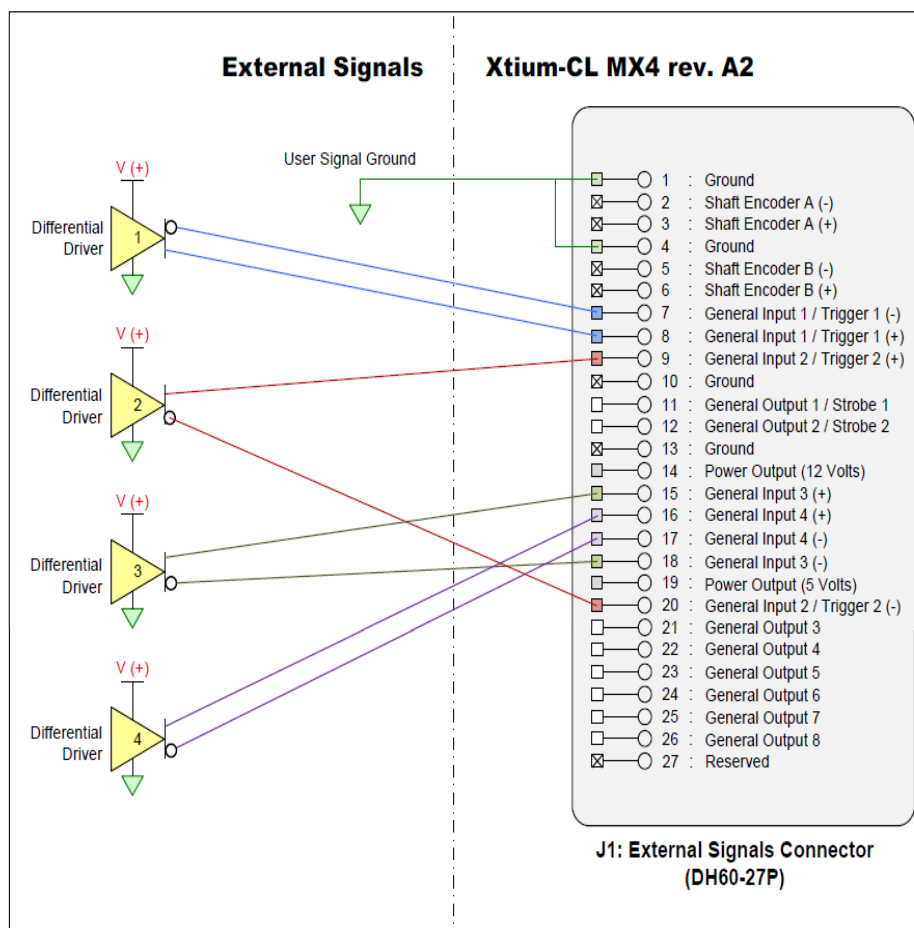 External Signals
Xtium-CL MX4 rev. A2
User Signal Ground
V (+)
Differential
Driver
1
V (+)
Differential
Driver
2
V (+)
Differential
Driver
3
V (+)
Differential
Driver
4
1 : Ground
2 : Shaft Encoder A (-)
3 : Shaft Encoder A (+)
4 : Ground
5 : Shaft Encoder B (-)
6 : Shaft Encoder B (+)
7 : General Input 1 / Trigger 1 (-)
8 : General Input 1 / Trigger 1 (+)
9 : General Input 2 / Trigger 2 (+)
10 : Ground
11 : General Output 1 / Strobe 1
12 : General Output 2 / Strobe 2
13 : Ground
14 : Power Output (12 Volts)
15 : General Input 3 (+)
16 : General Input 4 (+)
17 : General Input 4 (-)
18 : General Input 3 (-)
19 : Power Output (5 Volts)
20 : General Input 2 / Trigger 2 (-)
21 : General Output 3
22 : General Output 4
23 : General Output 5
24 : General Output 6
25 : General Output 7
26 : General Output 8
27 : Reserved
J1: External Signals Connector
(DH60-27P)